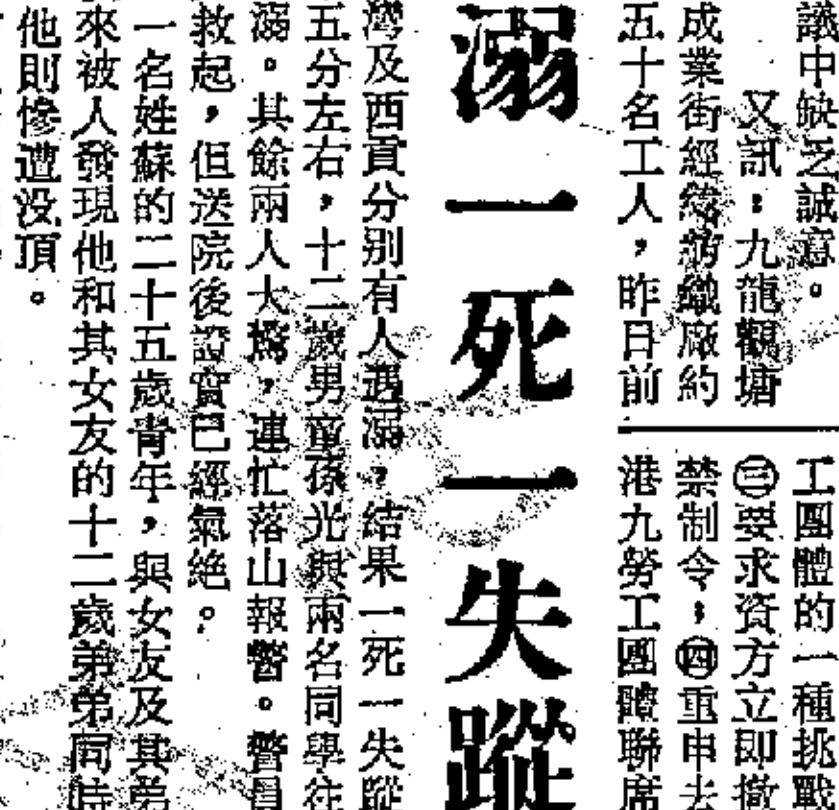 議中缺乏誠意。
又訊：九龍觀塘
成業街經緯紡織廠約
五十名工人，昨日前
工團體的一種挑戰
㊂要求資方立即撤
禁制令；㊃重申去
港九勞工團體聯席
溺一死一失蹤
灣及西貢分別有人遇溺，結果一死一失蹤
五分左右，十二歲男童孫光與兩名同學往
溺。其餘兩人大驚，連忙落山報警。警員
救起，但送院後證實已經氣絶。
一名姓蘇的二十五歲青年，與女友及其弟
來被人發現他和其女友的十二歲弟弟同時
他則慘遭没頂。